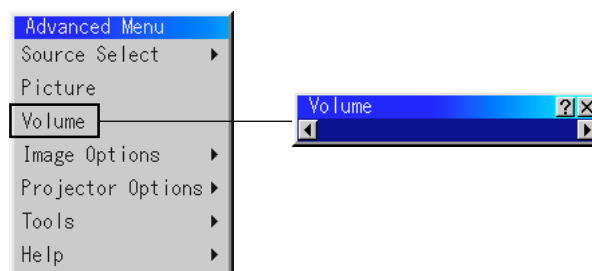 Advanced Menu
Source Select
Picture
Volume
Image Options
Projector Options
Tools
Help
Volume ? ×